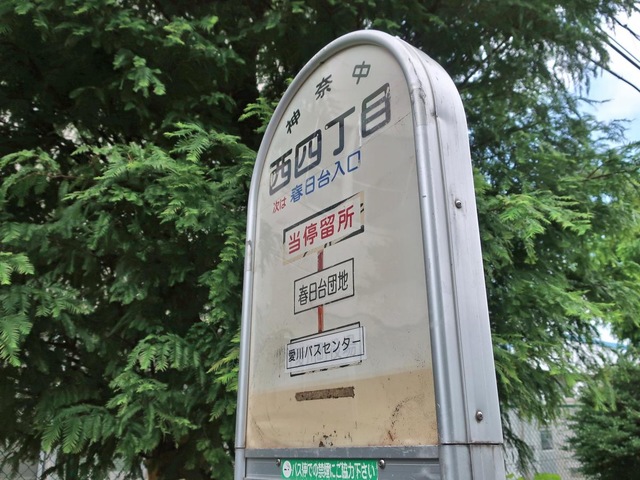 神奈中
西四丁目
次は 春日台入口
当停留所
春日台団地
愛川バスセンター
バス停での禁煙にご協力下さい